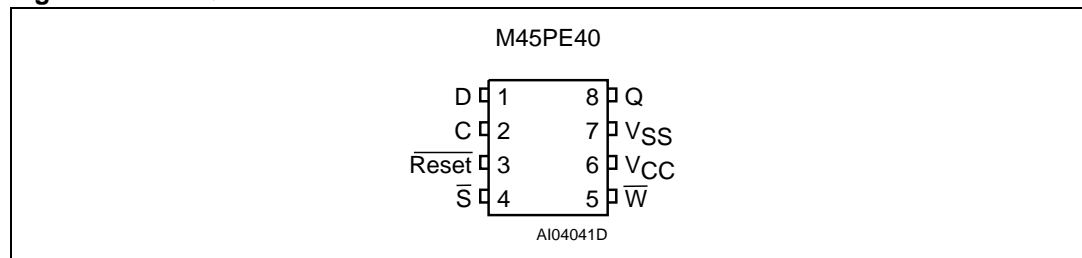 M45PE40
D 1 8 Q
C 2 7 VSS
Reset 3 6 VCC
S 4 5 W
AI04041D